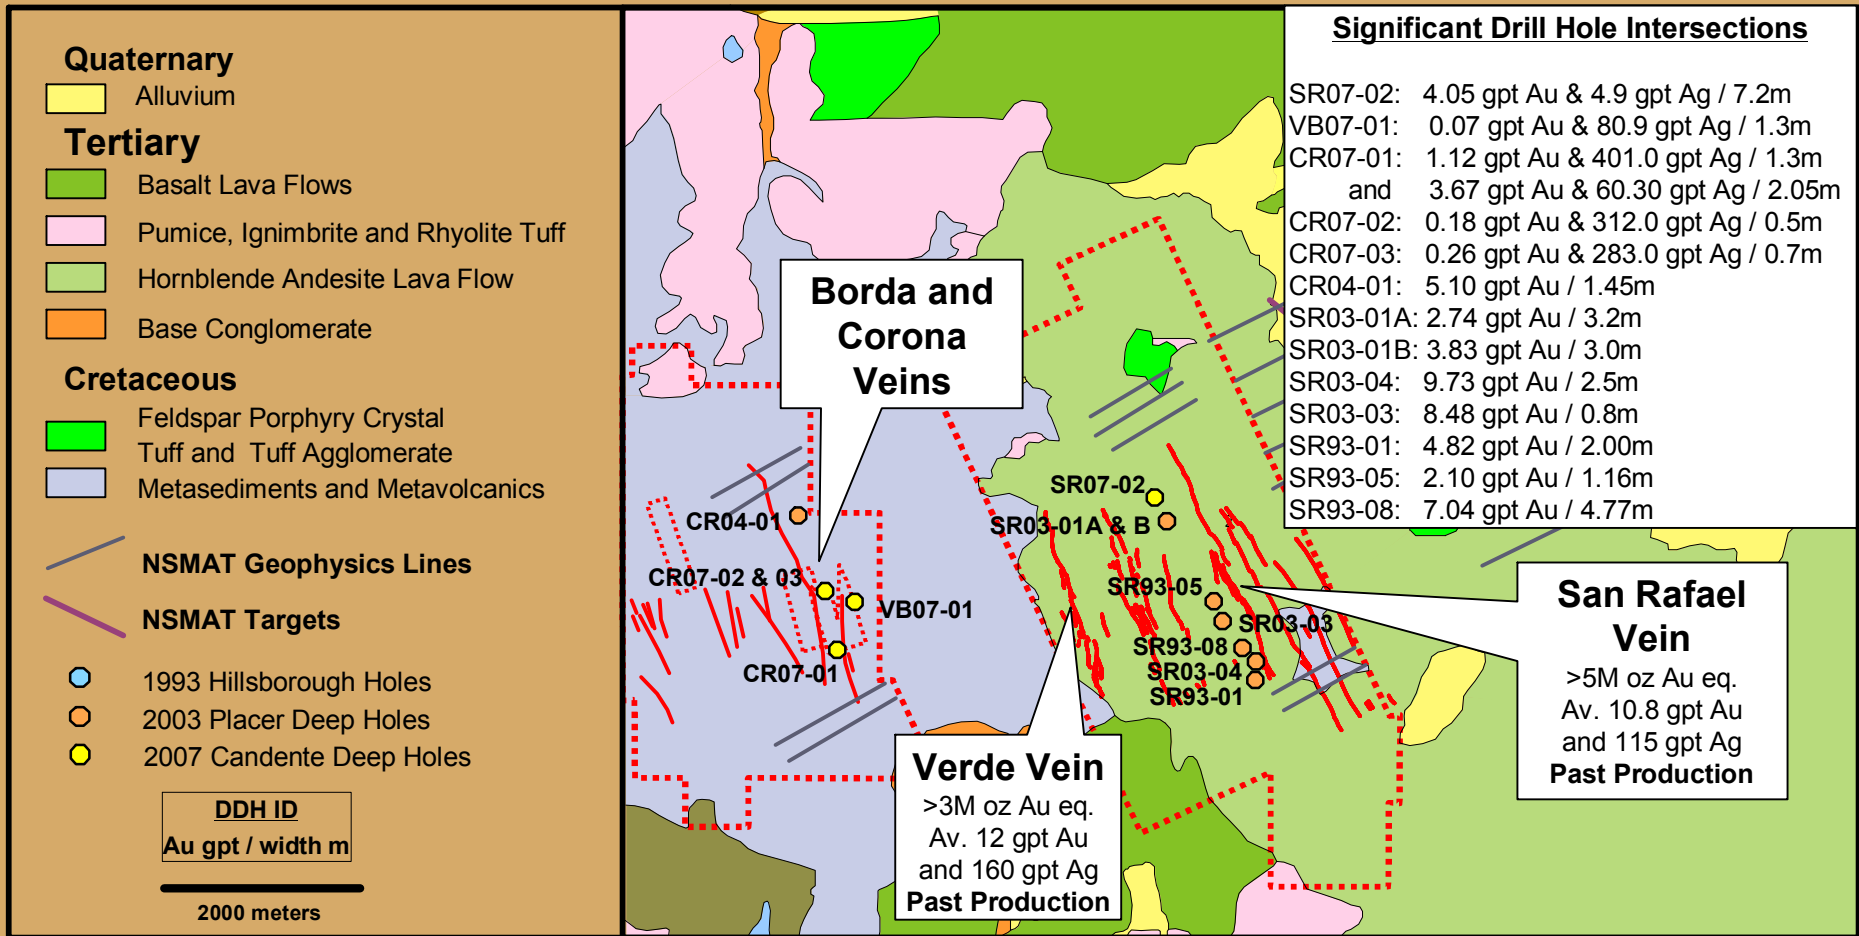 Quaternary
Alluvium
Tertiary
Basalt Lava Flows
Pumice, Ignimbrite and Rhyolite Tuff
Hornblende Andesite Lava Flow
Base Conglomerate
Cretaceous
Feldspar Porphyry Crystal
Tuff and Tuff Agglomerate
Metasediments and Metavolcanics
NSMAT Geophysics Lines
NSMAT Targets
1993 Hillsborough Holes
2003 Placer Deep Holes
2007 Candente Deep Holes
DDH ID
Au gpt / width m
2000 meters
Borda and
Corona
Veins
CR04-01
CR07-02 & 03
VB07-01
CR07-01
SR07-02
SR03-01A & B
SR93-05
SR03-03
SR93-08
SR03-04
SR93-01
Verde Vein
>3M oz Au eq.
Av. 12 gpt Au
and 160 gpt Ag
Past Production
San Rafael
Vein
>5M oz Au eq.
Av. 10.8 gpt Au
and 115 gpt Ag
Past Production
Significant Drill Hole Intersections
SR07-02: 4.05 gpt Au & 4.9 gpt Ag / 7.2m
VB07-01: 0.07 gpt Au & 80.9 gpt Ag / 1.3m
CR07-01: 1.12 gpt Au & 401.0 gpt Ag / 1.3m
and 3.67 gpt Au & 60.30 gpt Ag / 2.05m
CR07-02: 0.18 gpt Au & 312.0 gpt Ag / 0.5m
CR07-03: 0.26 gpt Au & 283.0 gpt Ag / 0.7m
CR04-01: 5.10 gpt Au / 1.45m
SR03-01A: 2.74 gpt Au / 3.2m
SR03-01B: 3.83 gpt Au / 3.0m
SR03-04: 9.73 gpt Au / 2.5m
SR03-03: 8.48 gpt Au / 0.8m
SR93-01: 4.82 gpt Au / 2.00m
SR93-05: 2.10 gpt Au / 1.16m
SR93-08: 7.04 gpt Au / 4.77m